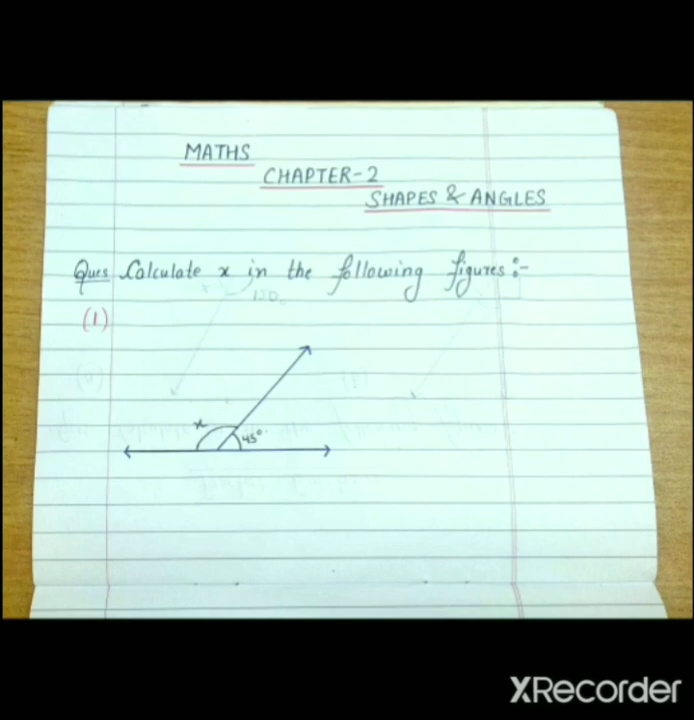 MATHS
CHAPTER-2
SHAPES & ANGLES
Ques Calculate x in the following figures:-
(1)
x
45°
XRecorder